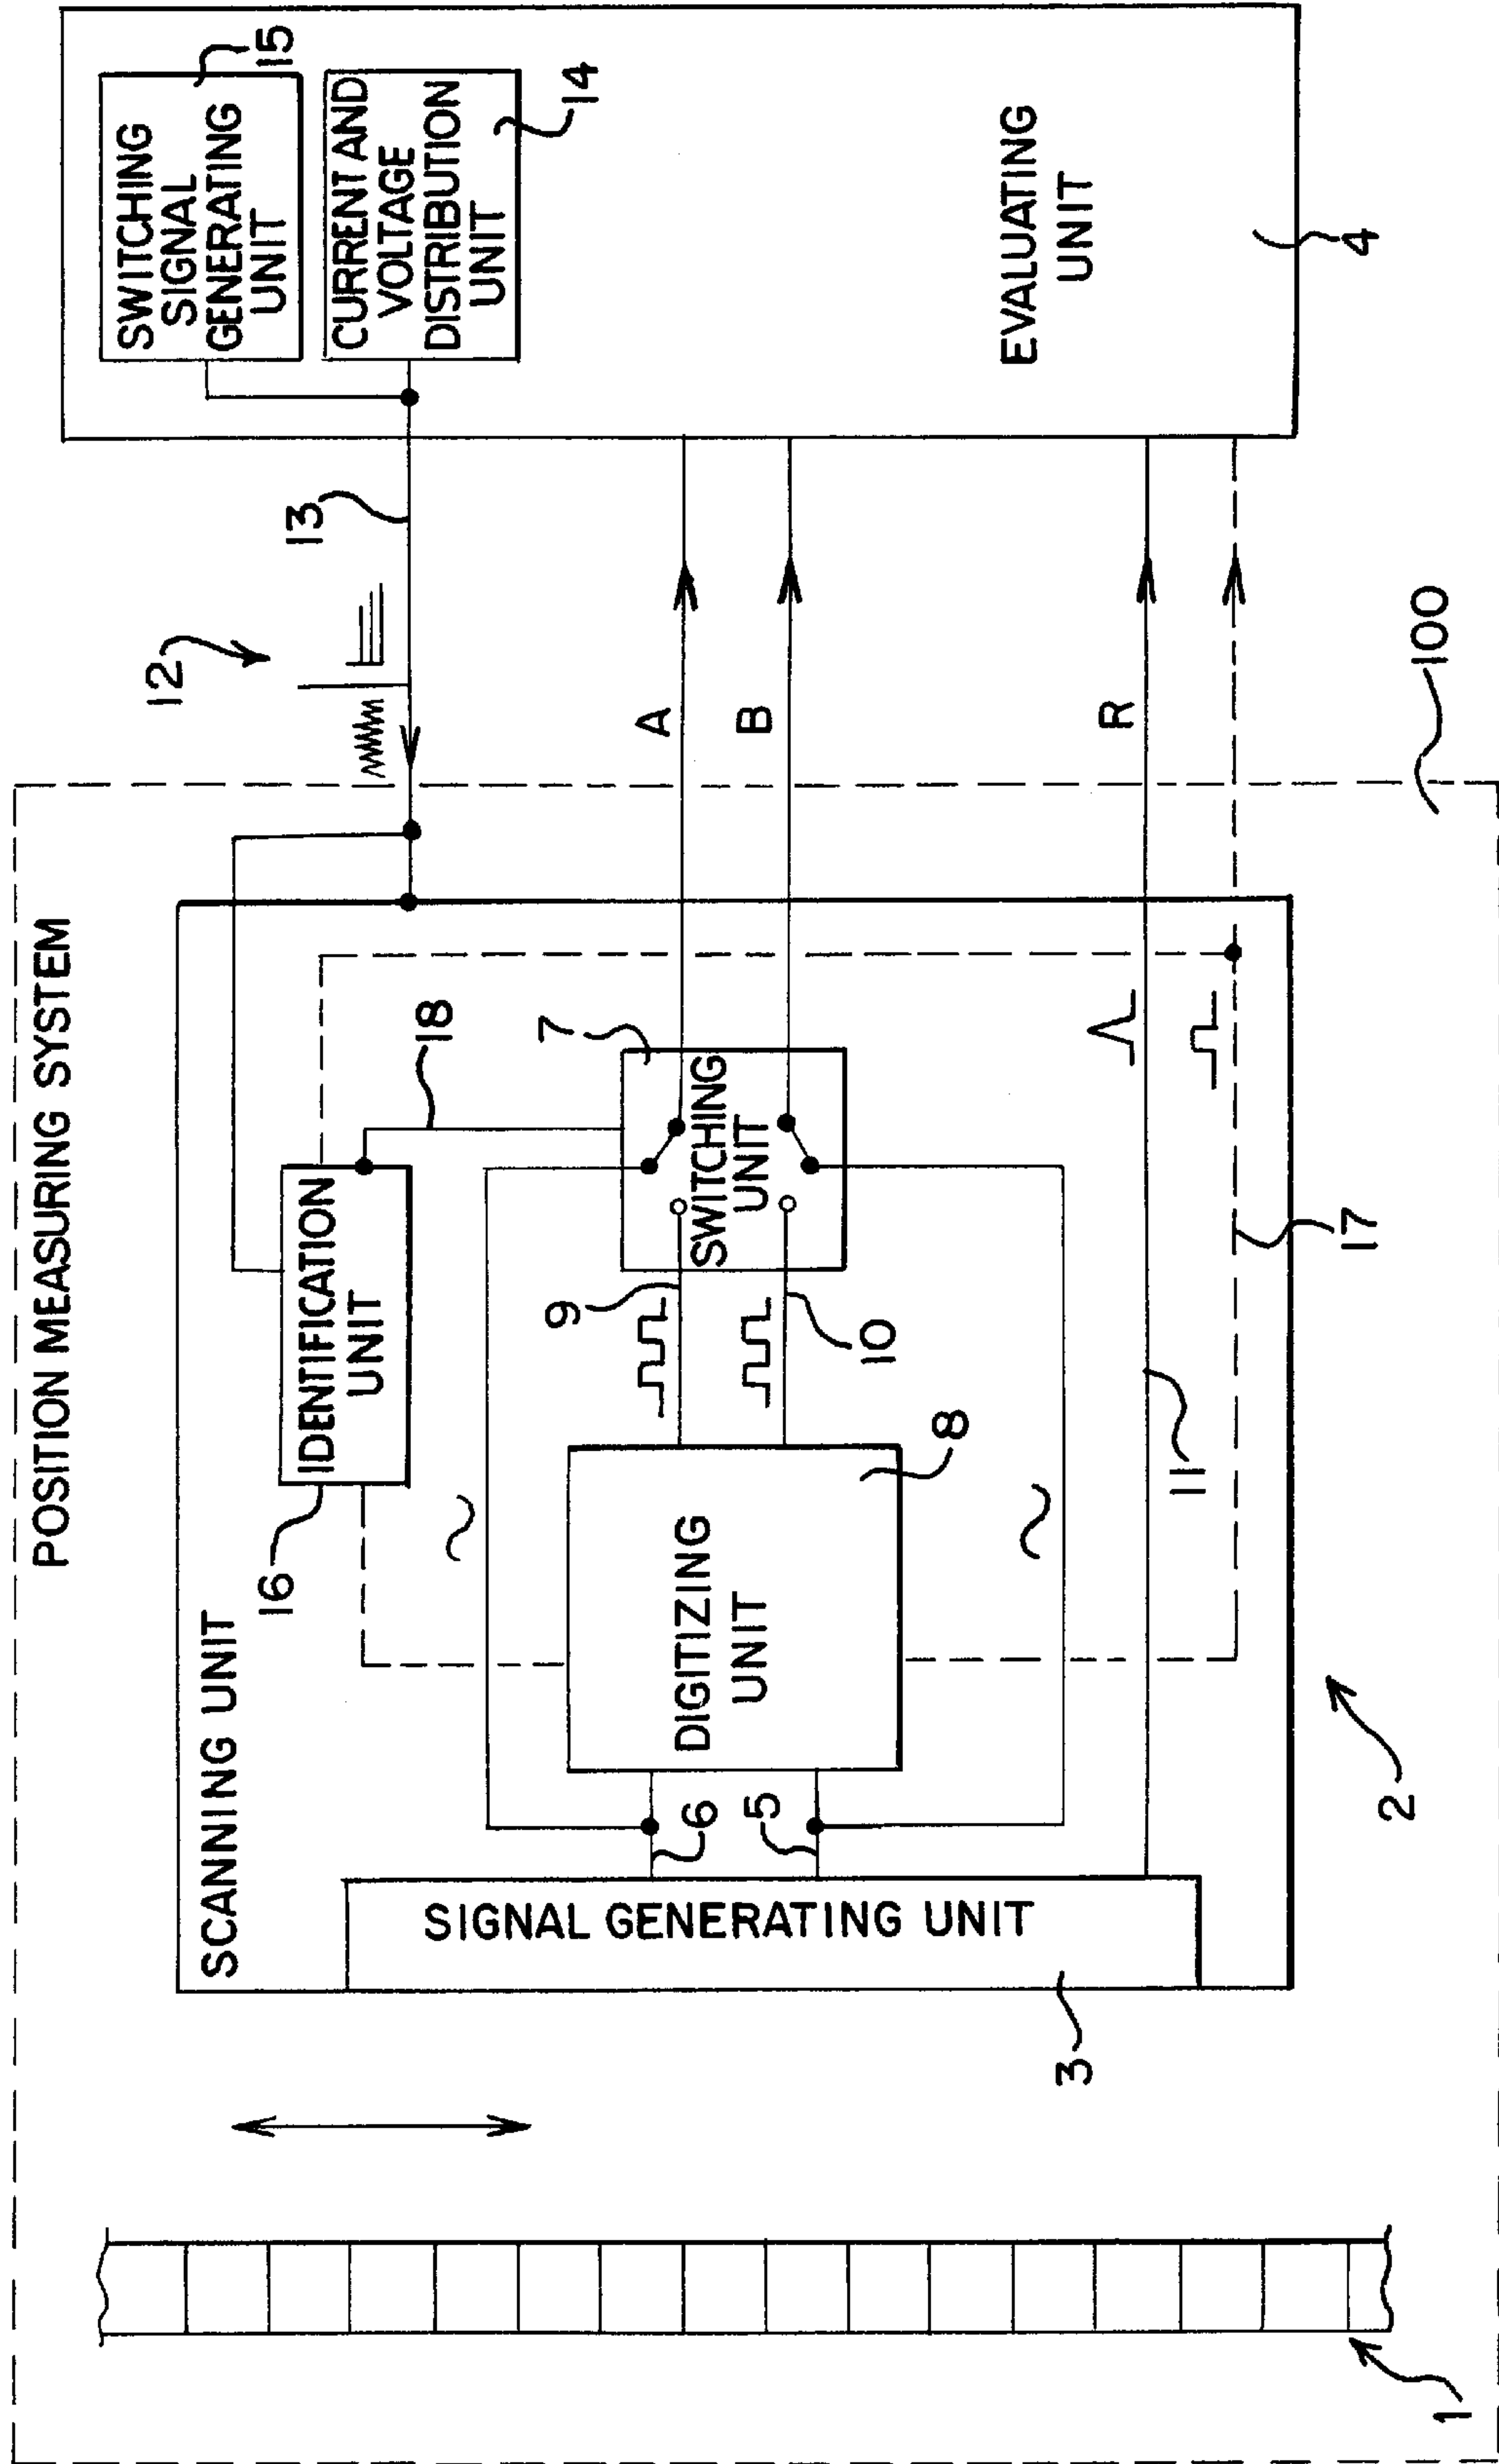 POSITION MEASURING SYSTEM
SCANNING UNIT
16
IDENTIFICATION
UNIT
18
12
13
SWITCHING
SIGNAL
GENERATING
UNIT
15
CURRENT AND
VOLTAGE
DISTRIBUTION
UNIT
14
SIGNAL GENERATING UNIT
3
6
5
DIGITIZING
UNIT
8
9
10
7
SWITCHING
UNIT
A
B
R
11
17
EVALUATING
UNIT
4
1
2
100